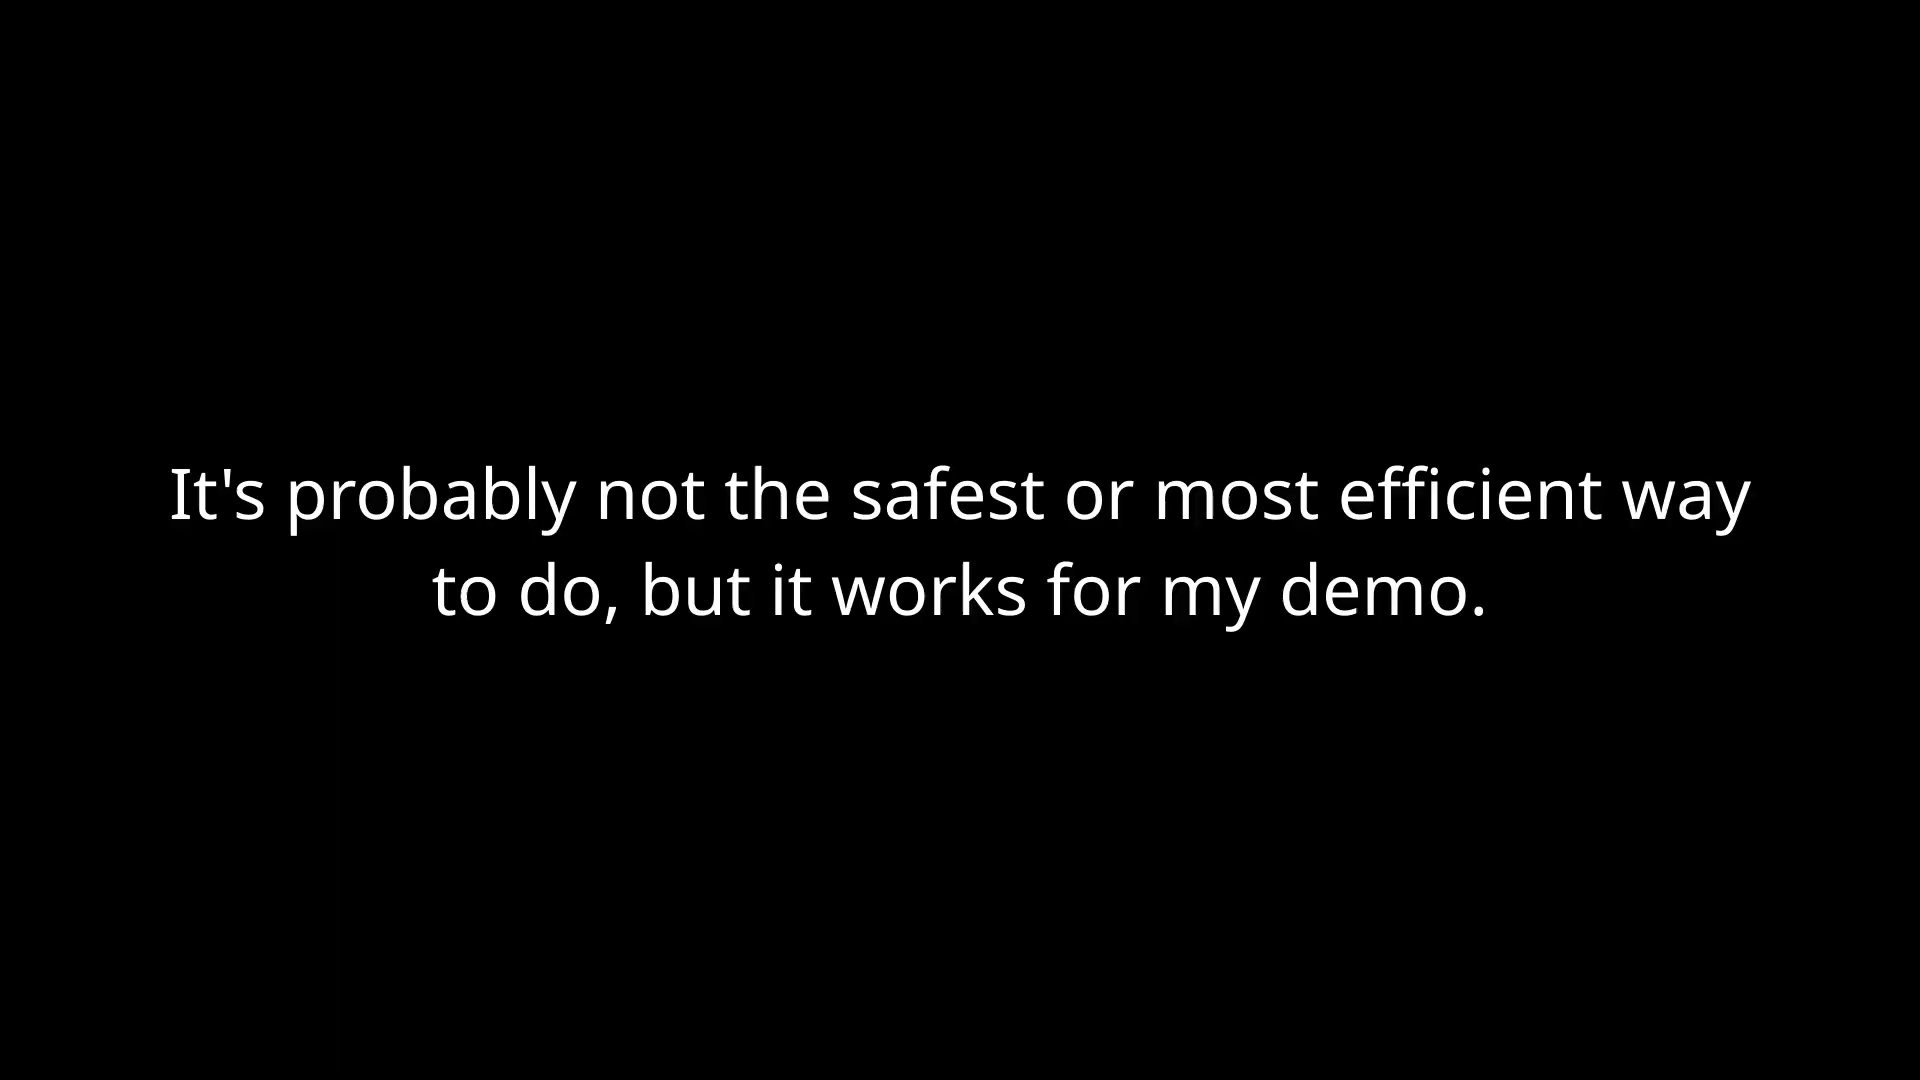 It's probably not the safest or most efficient way
to do, but it works for my demo.